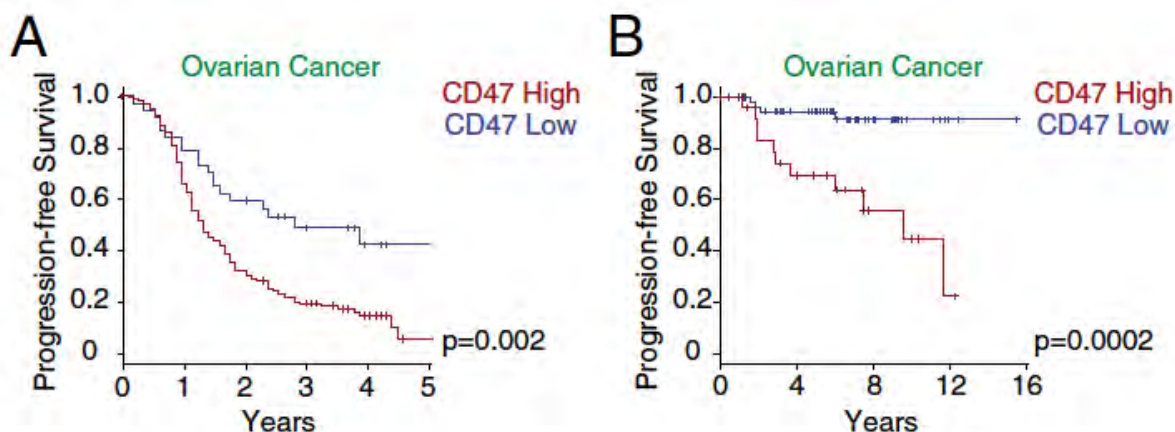 A
Ovarian Cancer
CD47 High
CD47 Low
Progression-free Survival
1.0
0.8
0.6
0.4
0.2
0
p=0.002
0 1 2 3 4 5
Years
B
Ovarian Cancer
CD47 High
CD47 Low
Progression-free Survival
1.0
0.8
0.6
0.4
0.2
0
p=0.0002
0 4 8 12 16
Years